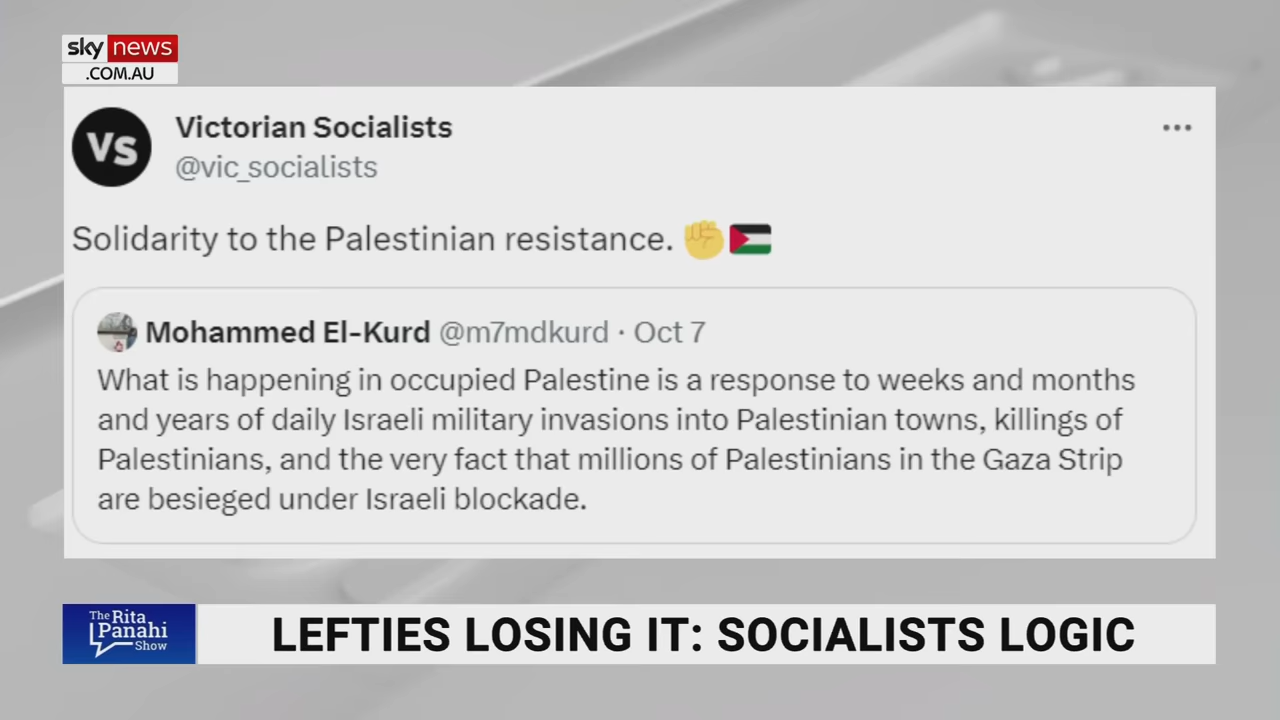 sky news
.COM.AU
VS
Victorian Socialists
@vic_socialists
Solidarity to the Palestinian resistance. ✊🇵🇸
Mohammed El-Kurd @m7mdkurd · Oct 7
What is happening in occupied Palestine is a response to weeks and months
and years of daily Israeli military invasions into Palestinian towns, killings of
Palestinians, and the very fact that millions of Palestinians in the Gaza Strip
are besieged under Israeli blockade.
The Rita
Panahi
Show
LEFTIES LOSING IT: SOCIALISTS LOGIC